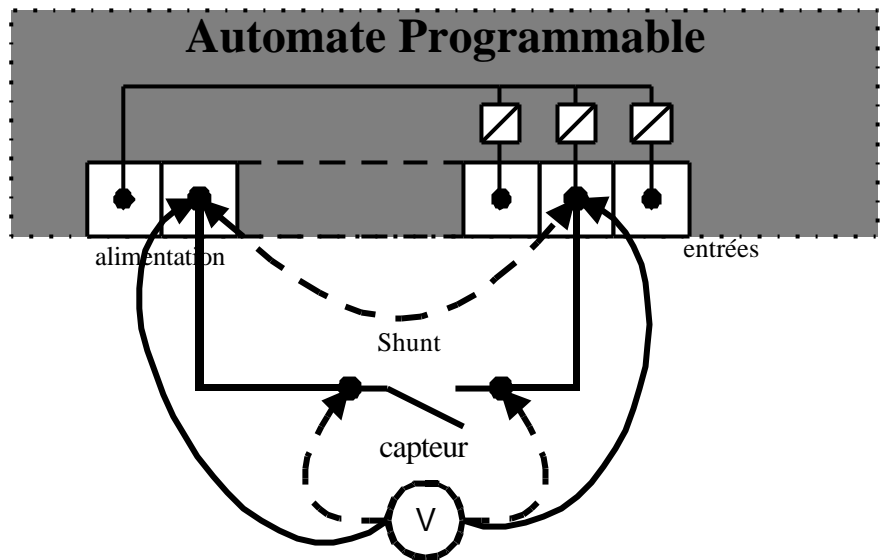 Automate Programmable
alimentation
entrées
Shunt
capteur
V